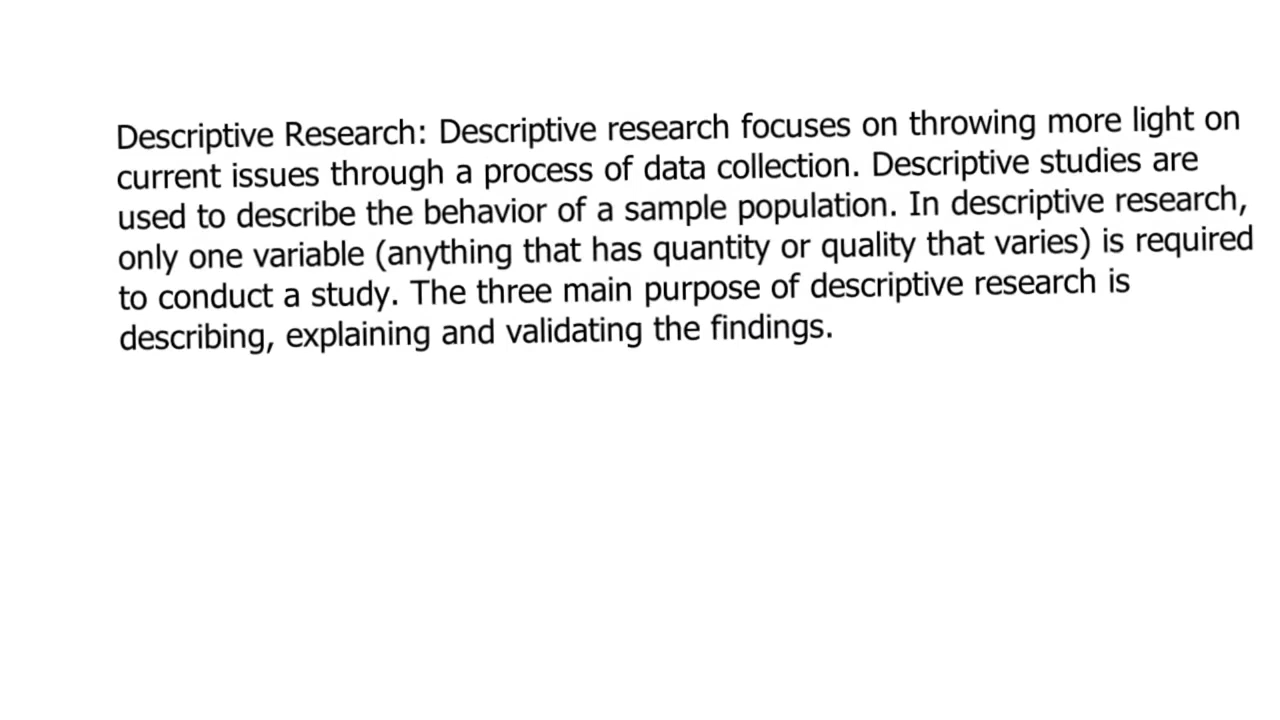 Descriptive Research: Descriptive research focuses on throwing more light on
current issues through a process of data collection. Descriptive studies are
used to describe the behavior of a sample population. In descriptive research,
only one variable (anything that has quantity or quality that varies) is required
to conduct a study. The three main purpose of descriptive research is
describing, explaining and validating the findings.